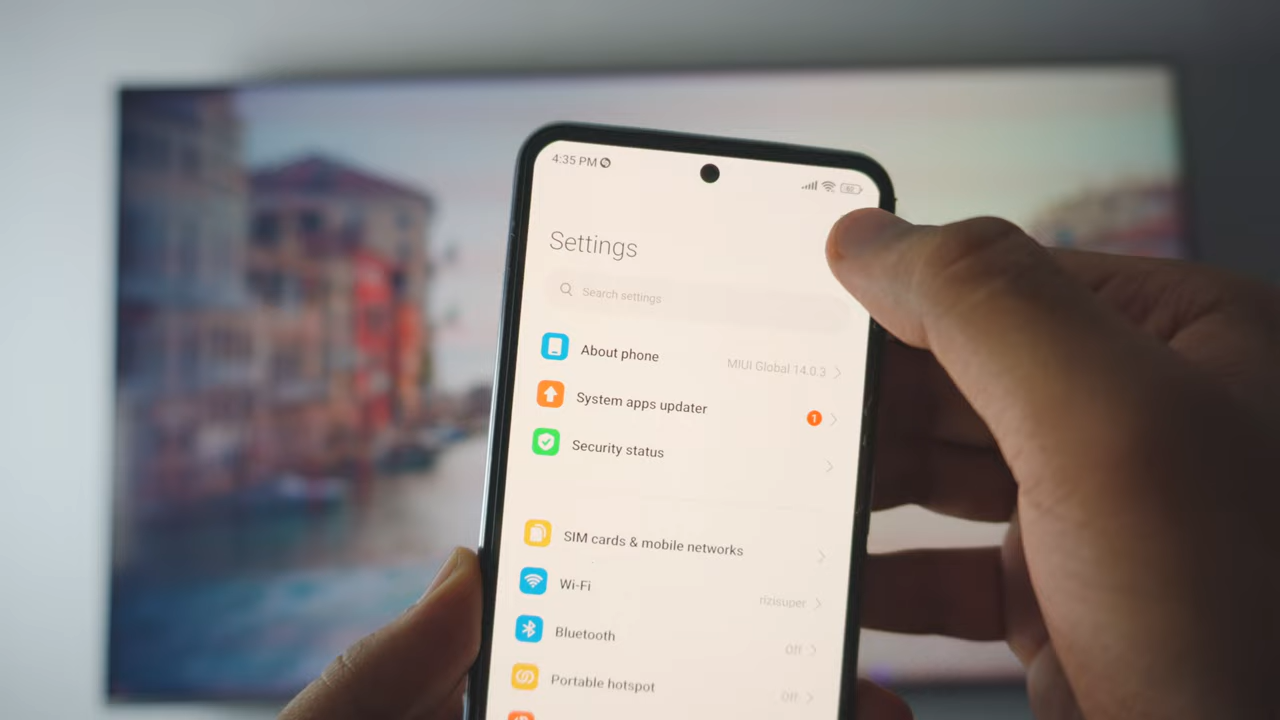 4:35 PM
Settings
Search settings
About phone MIUI Global 14.0.3
System apps updater 1
Security status
SIM cards & mobile networks
Wi-Fi rizisuper
Bluetooth Off
Portable hotspot Off